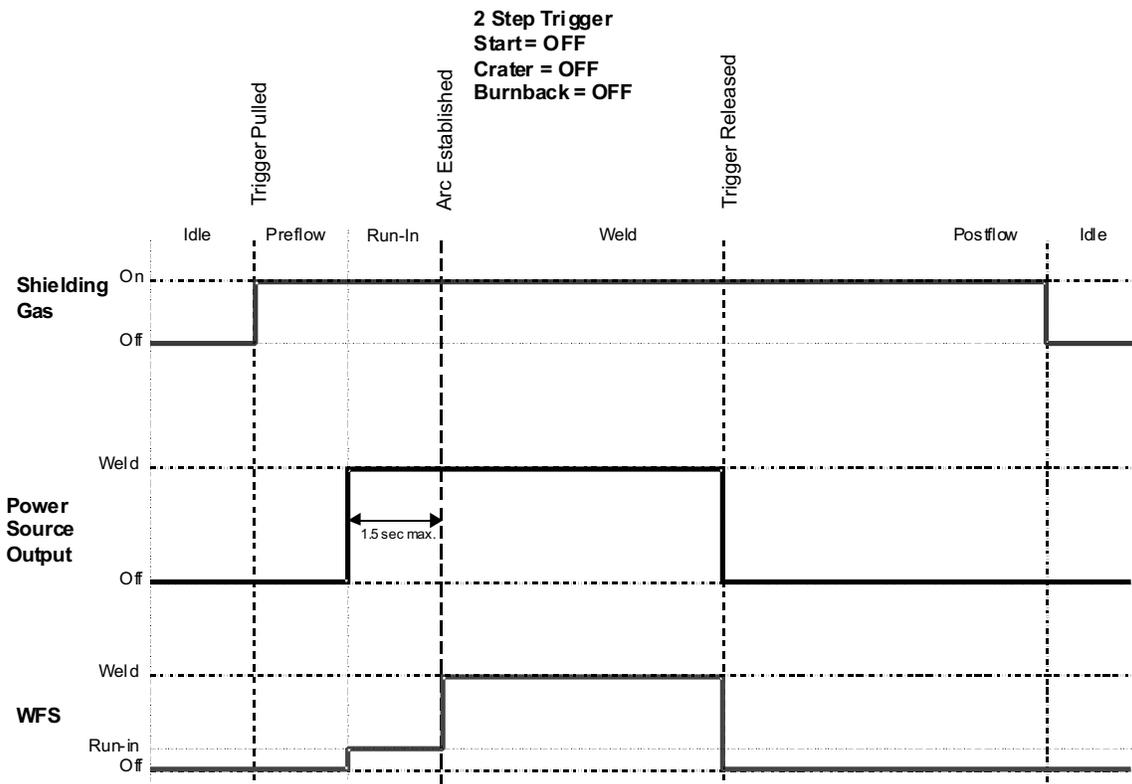 2 Step Trigger
Start = OFF
Crater = OFF
Burnback = OFF
Trigger Pulled
Arc Established
Trigger Released
Idle
Preflow
Run-In
Weld
Postflow
Idle
Shielding
Gas
On
Off
Power
Source
Output
Weld
1.5 sec max.
Off
WFS
Weld
Run-in
Off